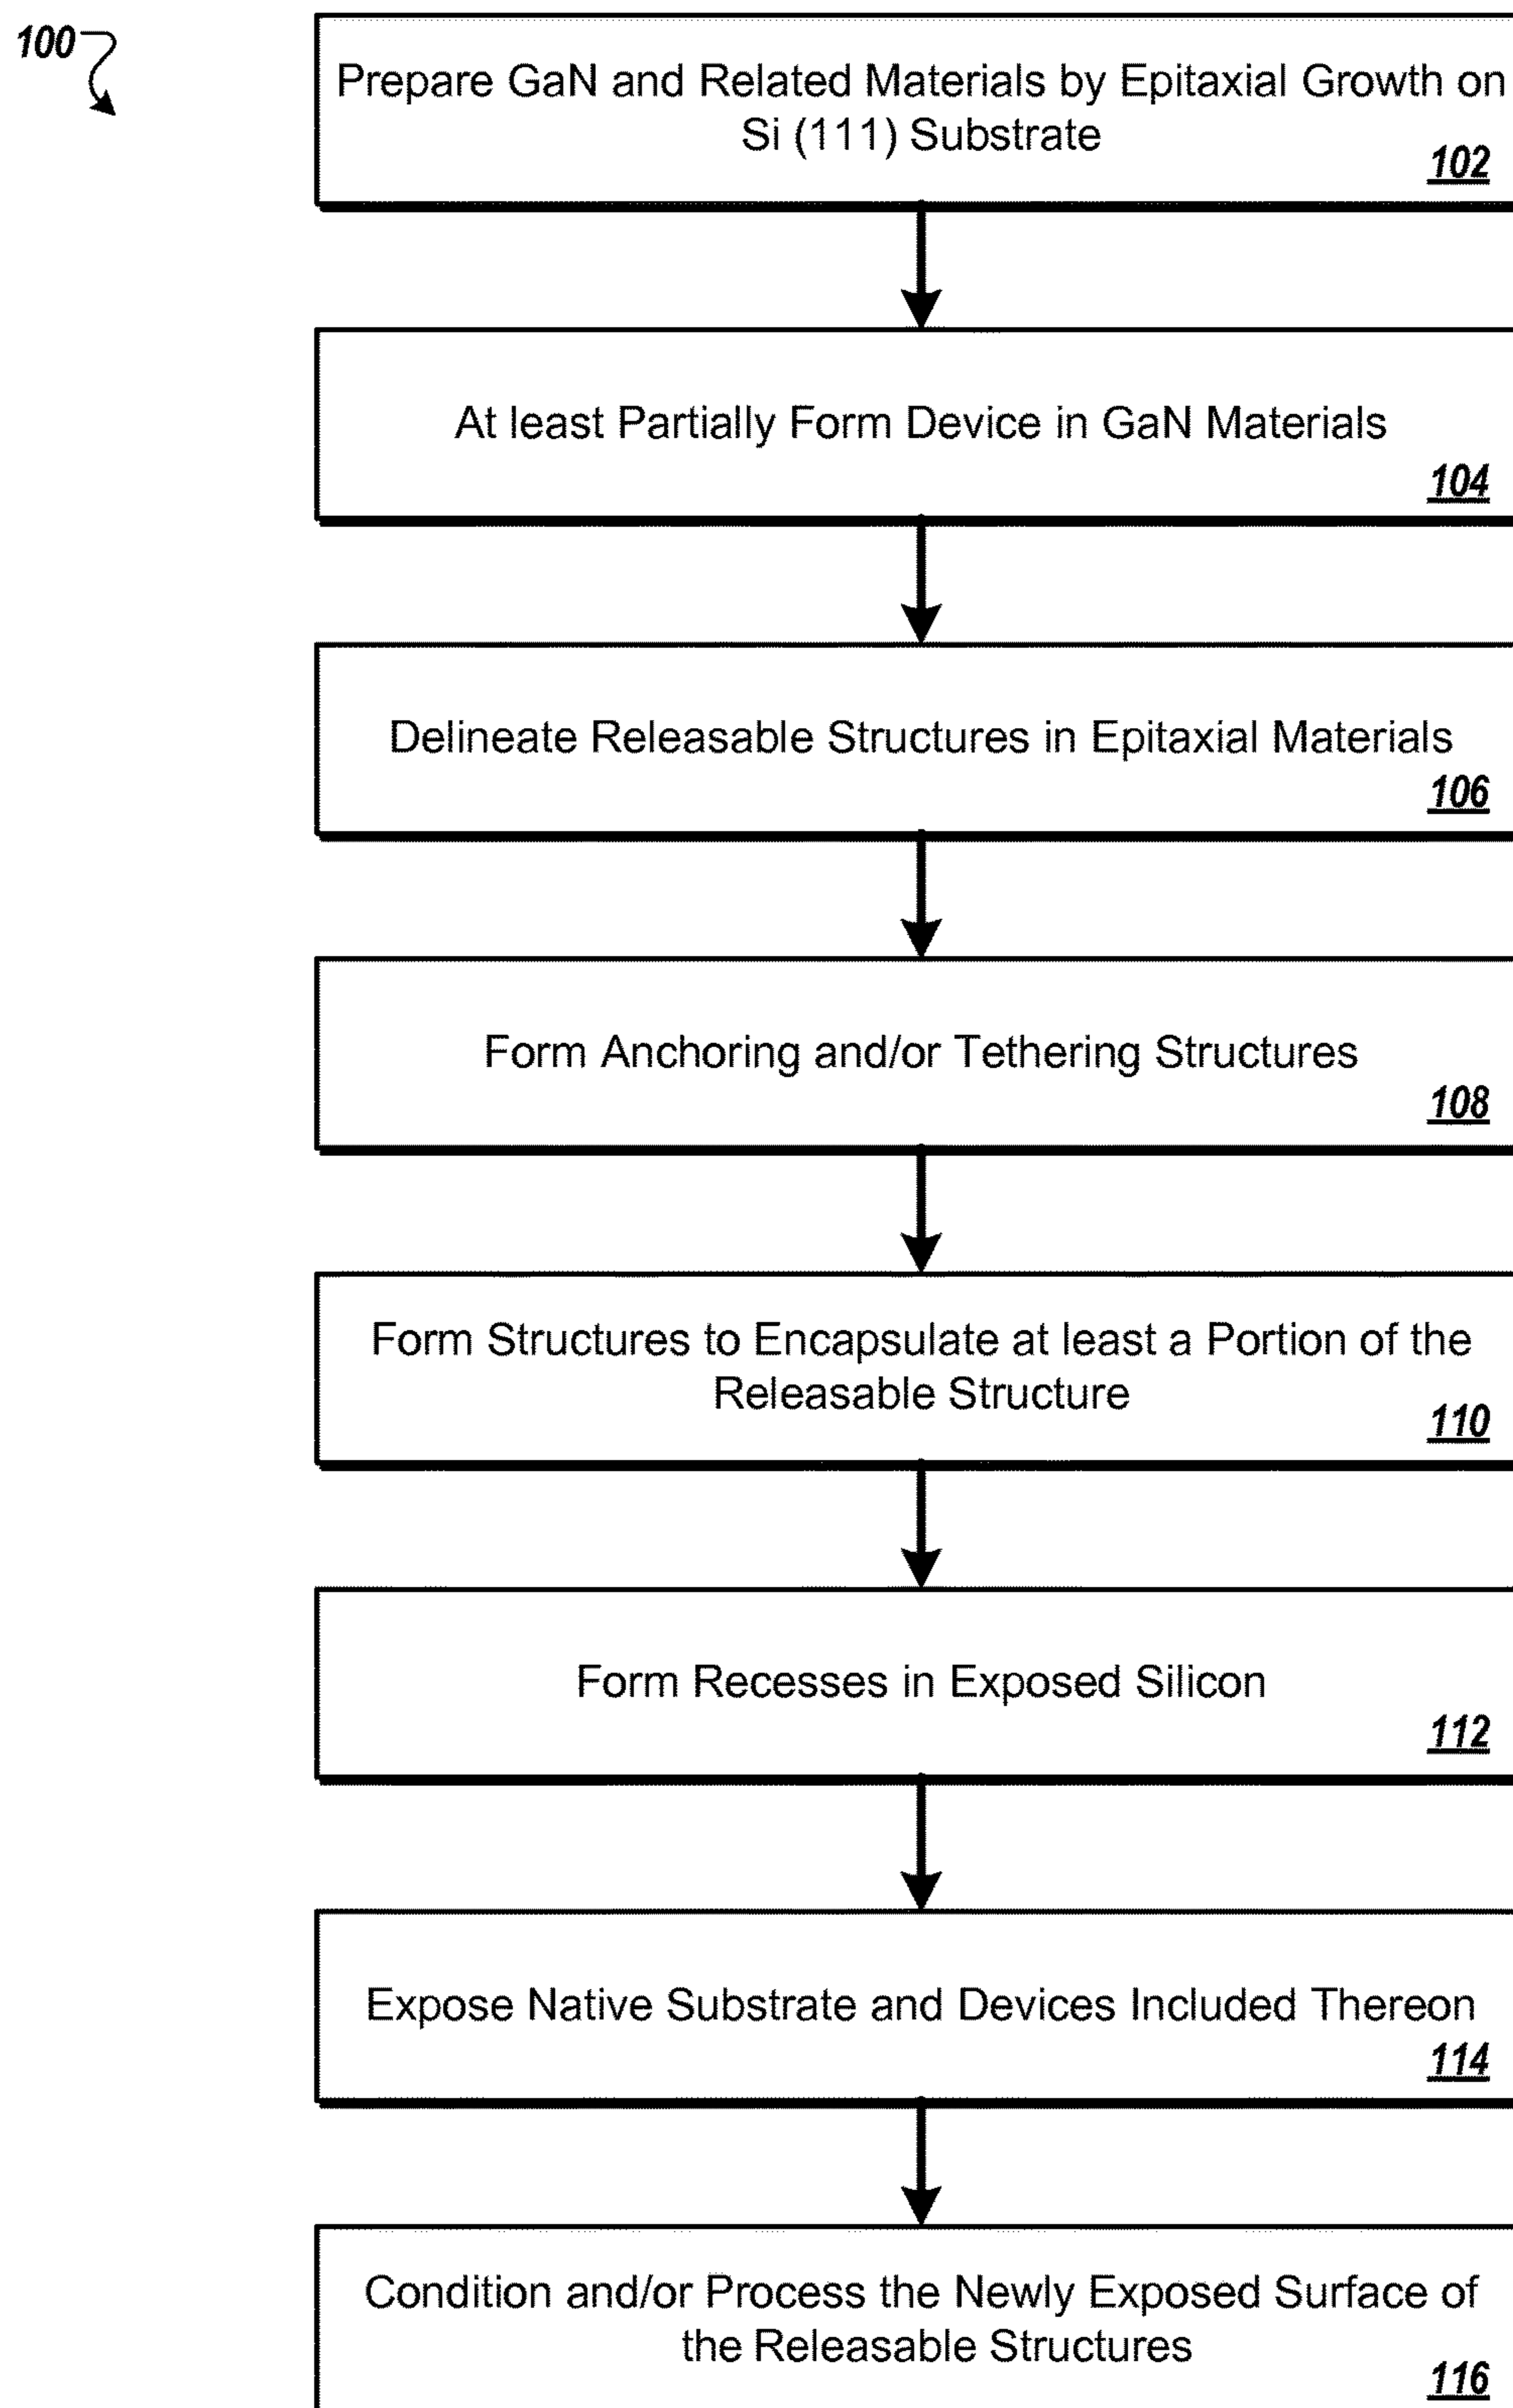 100
Prepare GaN and Related Materials by Epitaxial Growth on
Si (111) Substrate
102
At least Partially Form Device in GaN Materials
104
Delineate Releasable Structures in Epitaxial Materials
106
Form Anchoring and/or Tethering Structures
108
Form Structures to Encapsulate at least a Portion of the
Releasable Structure
110
Form Recesses in Exposed Silicon
112
Expose Native Substrate and Devices Included Thereon
114
Condition and/or Process the Newly Exposed Surface of
the Releasable Structures
116